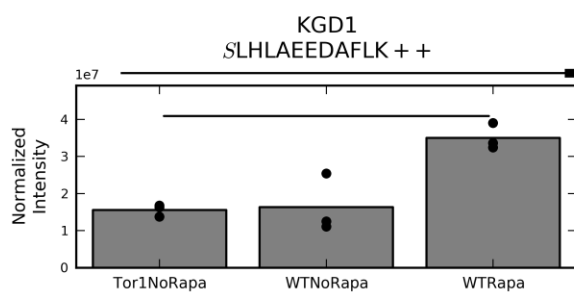 KGD1
SLHLAEEDAFLK++
1e7
Normalized
Intensity
4
3
2
1
0
Tor1NoRapa WTNoRapa WTRapa